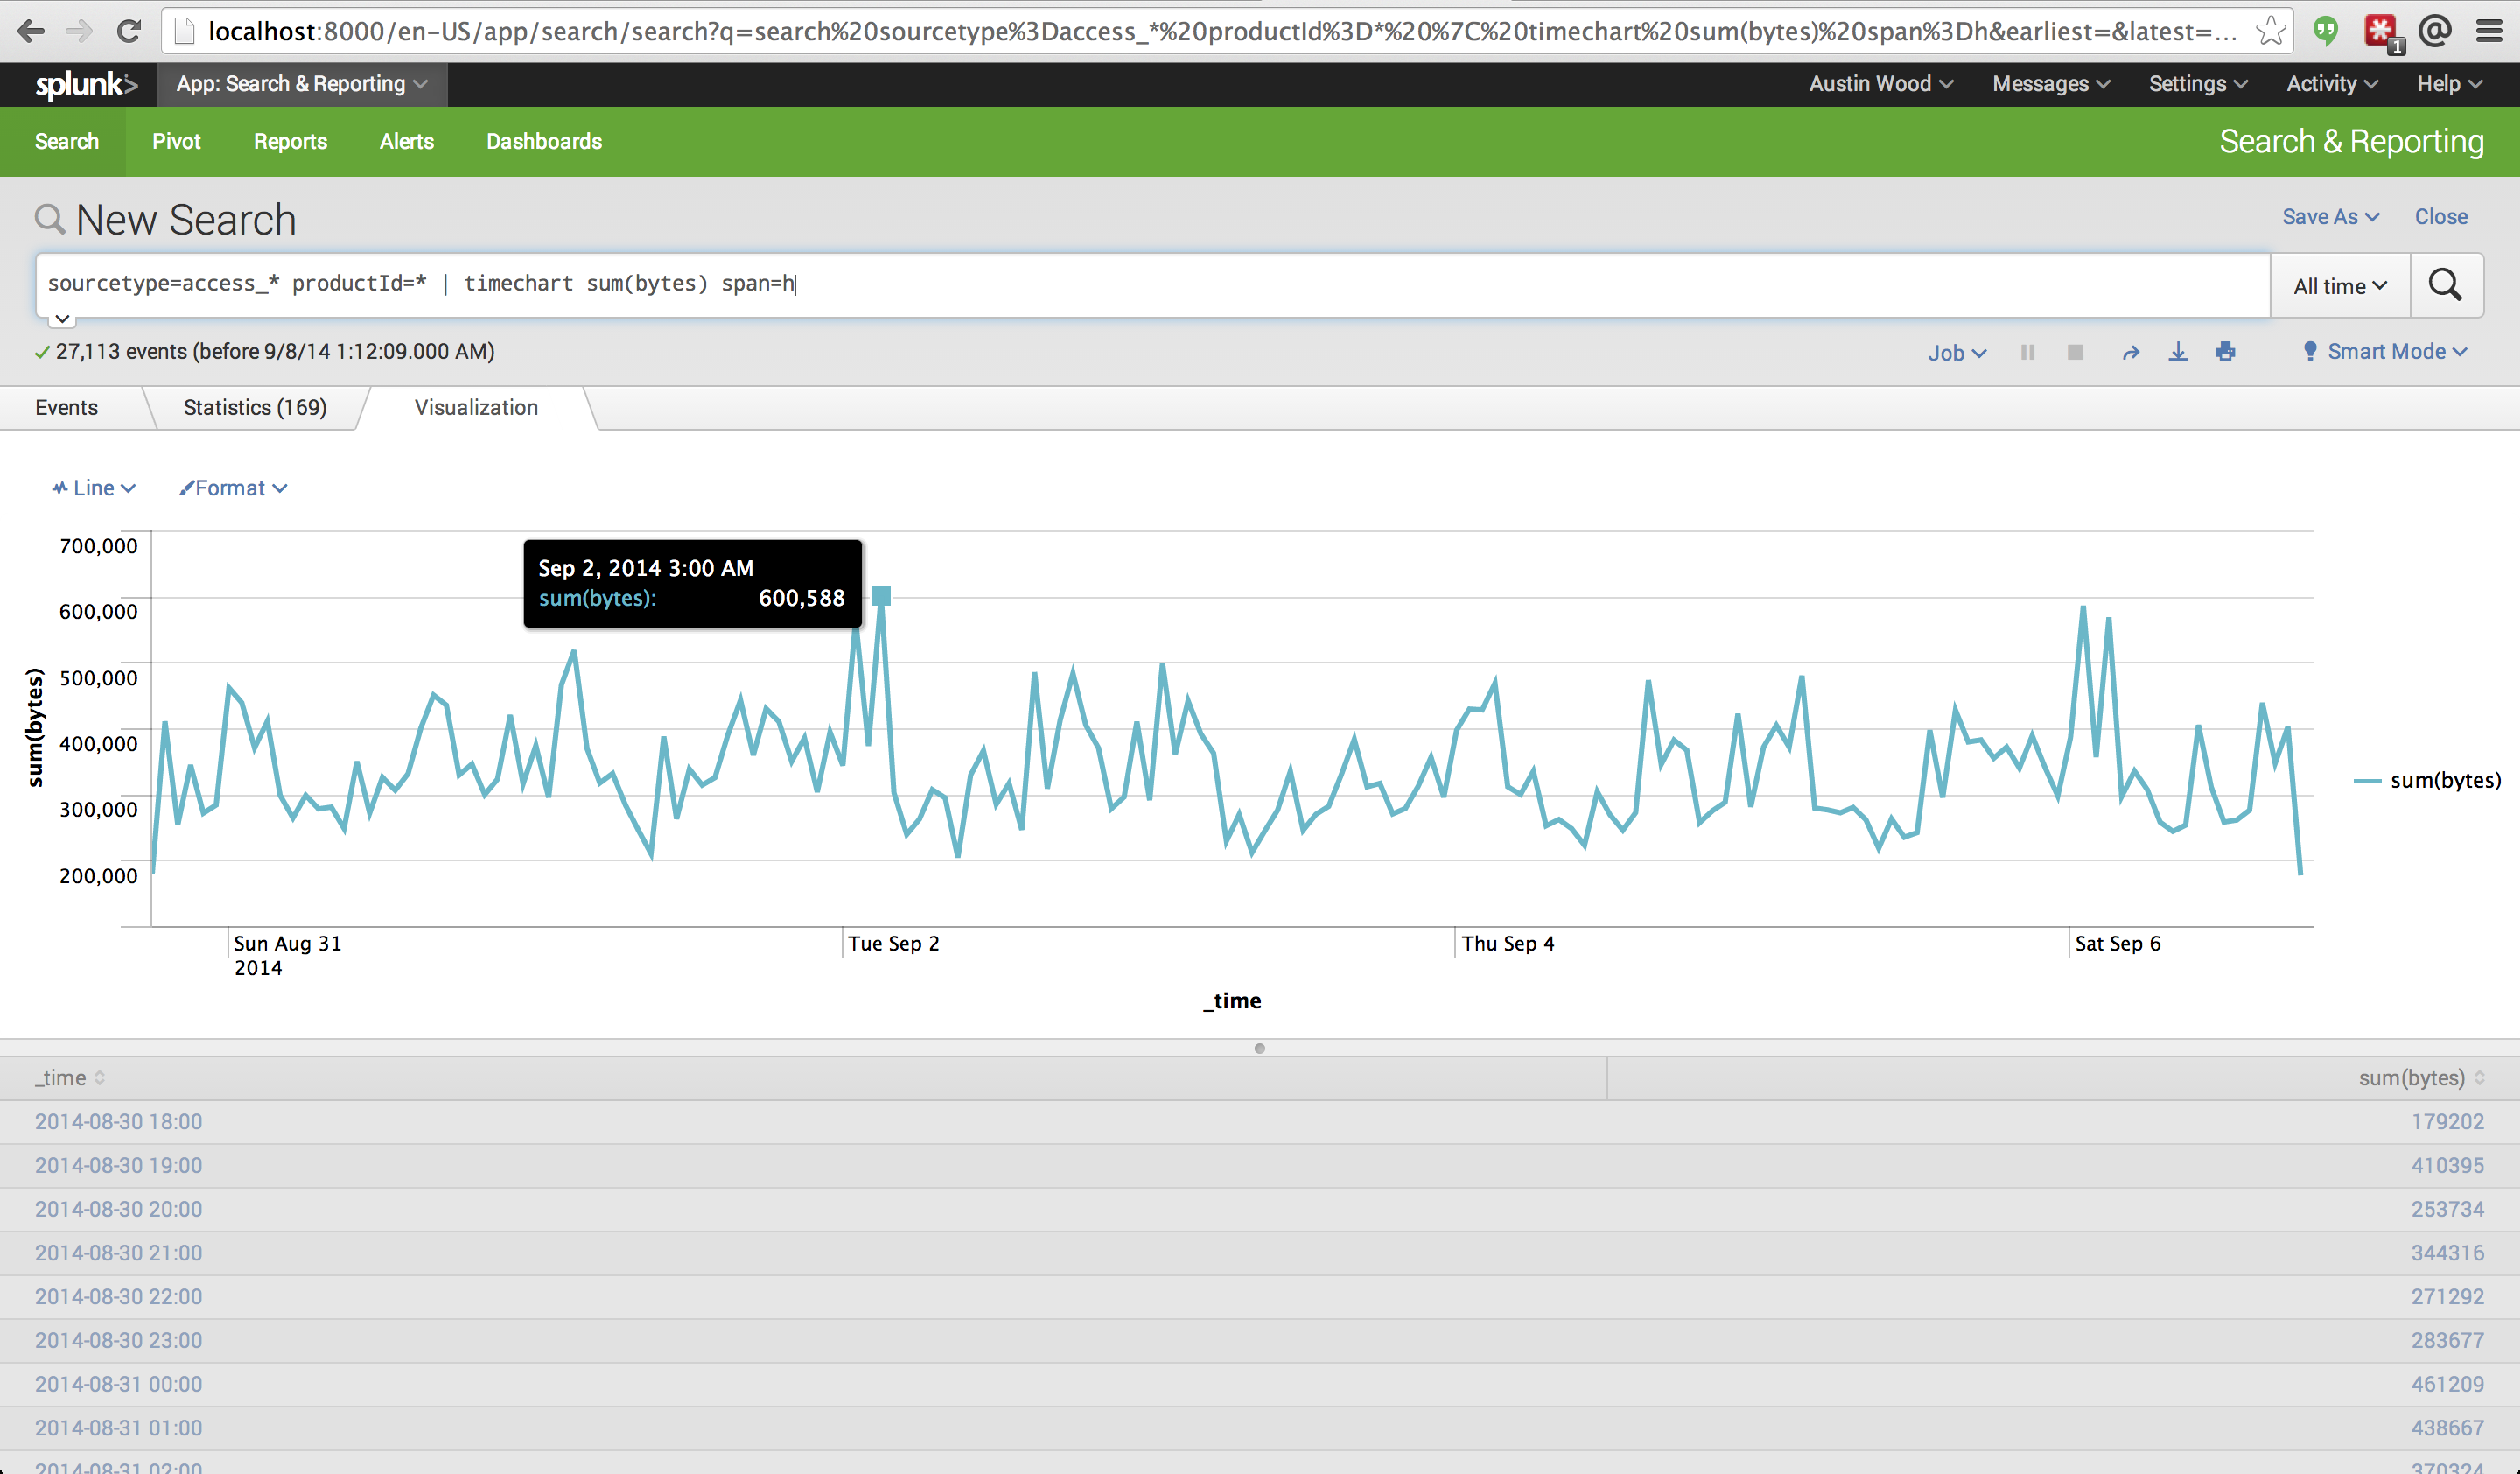 localhost:8000/en-US/app/search/search?q=search%20sourcetype%3Daccess_*%20productId%3D*%20%7C%20timechart%20sum(bytes)%20span%3Dh&earliest=&latest=...
1
splunk> App: Search & Reporting Austin Wood Messages Settings Activity Help
Search Pivot Reports Alerts Dashboards Search & Reporting
New Search Save As Close
sourcetype=access_* productId=* | timechart sum(bytes) span=h All time
27,113 events (before 9/8/14 1:12:09.000 AM) Job Smart Mode
Events Statistics (169) Visualization
Line Format
700,000
600,000
500,000
400,000
300,000
200,000
sum(bytes)
Sep 2, 2014 3:00 AM
sum(bytes): 600,588
sum(bytes)
Sun Aug 31 Tue Sep 2 Thu Sep 4 Sat Sep 6
2014
_time
_time sum(bytes)
2014-08-30 18:00 179202
2014-08-30 19:00 410395
2014-08-30 20:00 253734
2014-08-30 21:00 344316
2014-08-30 22:00 271292
2014-08-30 23:00 283677
2014-08-31 00:00 461209
2014-08-31 01:00 438667
2014-08-31 02:00 370324